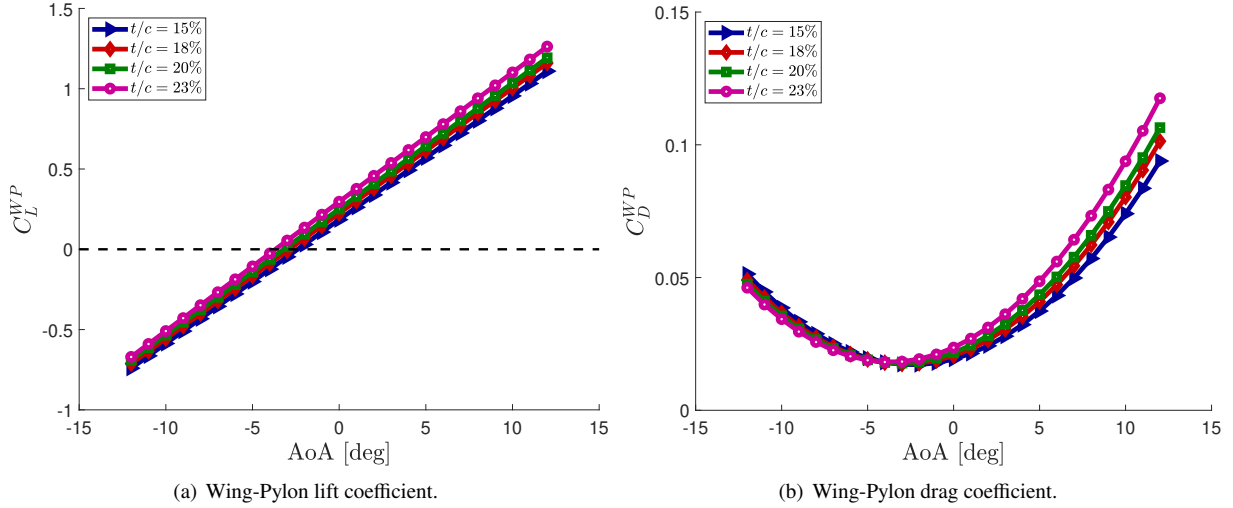 1.5
1
0.5
0
-0.5
-1
-15 -10 -5 0 5 10 15
C_L^{WP}
AoA [deg]
t/c = 15%
t/c = 18%
t/c = 20%
t/c = 23%
(a) Wing-Pylon lift coefficient.
0.15
0.1
0.05
0
-15 -10 -5 0 5 10 15
C_D^{WP}
AoA [deg]
t/c = 15%
t/c = 18%
t/c = 20%
t/c = 23%
(b) Wing-Pylon drag coefficient.